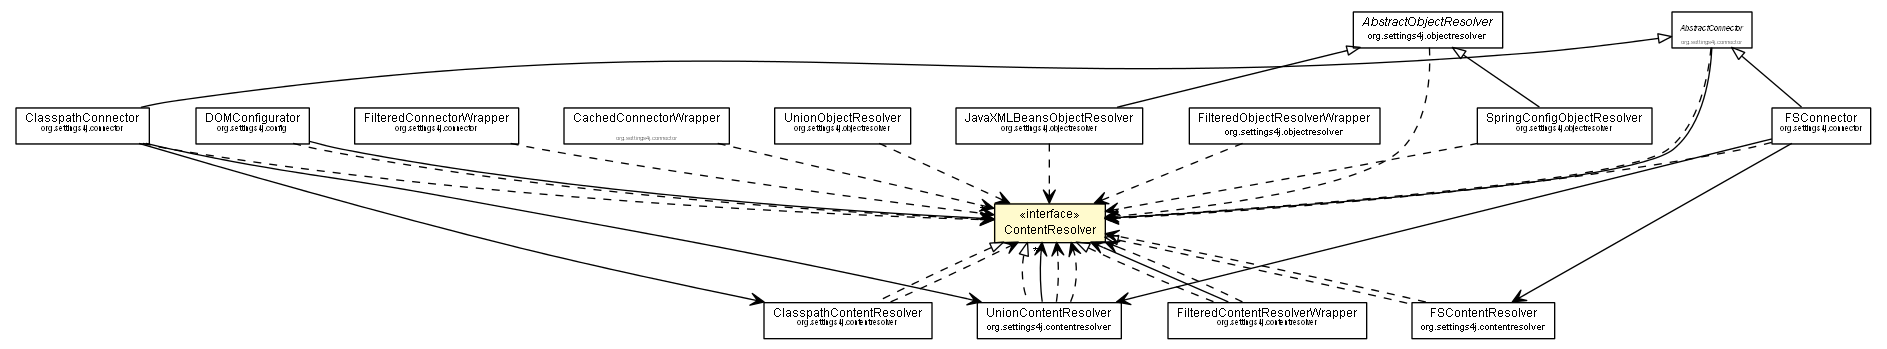 AbstractObjectResolver
org.settings4j.objectresolver
AbstractConnector
org.settings4j.connector
ClasspathConnector
org.settings4j.connector
DOMConfigurator
org.settings4j.config
FilteredConnectorWrapper
org.settings4j.connector
CachedConnectorWrapper
org.settings4j.connector
UnionObjectResolver
org.settings4j.objectresolver
JavaXMLBeansObjectResolver
org.settings4j.objectresolver
FilteredObjectResolverWrapper
org.settings4j.objectresolver
SpringConfigObjectResolver
org.settings4j.objectresolver
FSConnector
org.settings4j.connector
«interface»
ContentResolver
*
ClasspathContentResolver
org.settings4j.contentresolver
UnionContentResolver
org.settings4j.contentresolver
FilteredContentResolverWrapper
org.settings4j.contentresolver
FSContentResolver
org.settings4j.contentresolver